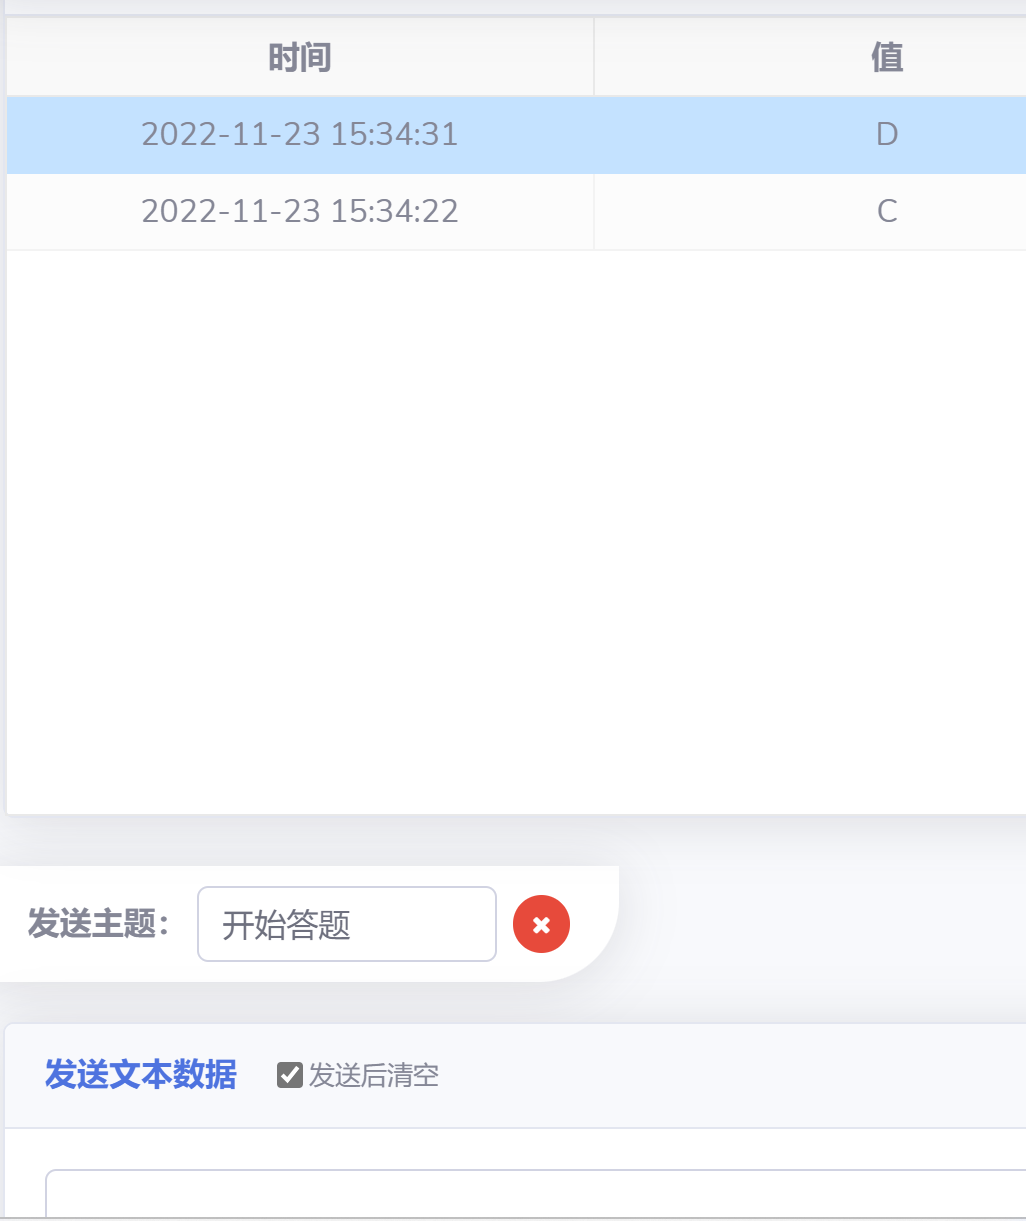 时间 值
2022-11-23 15:34:31 D
2022-11-23 15:34:22 C
发送主题： 开始答题
发送文本数据 发送后清空